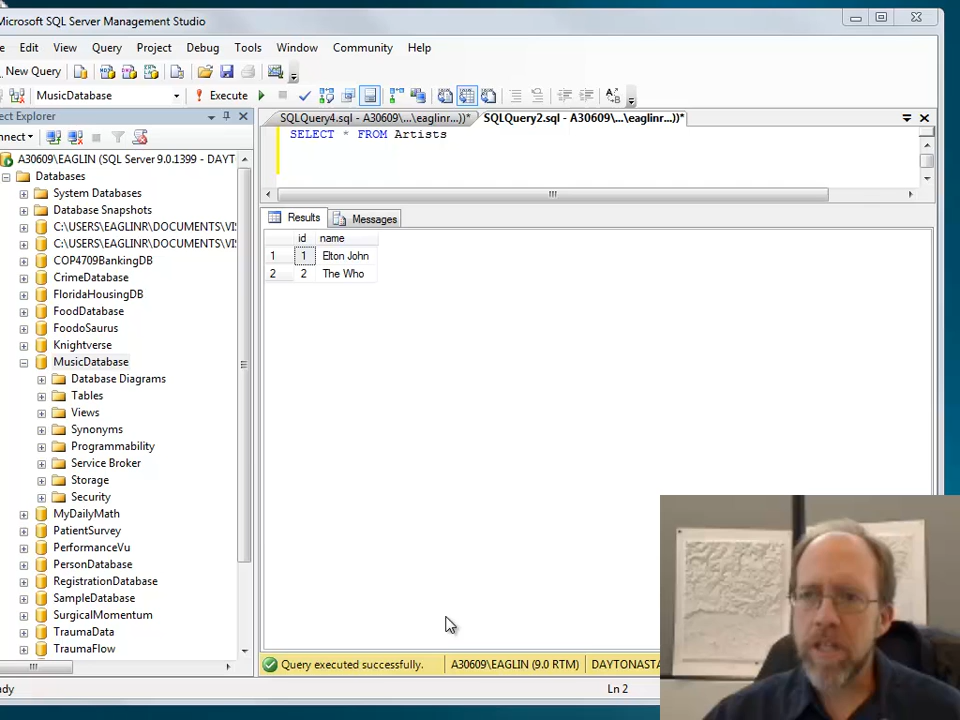 Microsoft SQL Server Management Studio
e Edit View Query Project Debug Tools Window Community Help
New Query
MusicDatabase Execute
ect Explorer
SQLQuery4.sql - A30609\...\eaglinr...))* SQLQuery2.sql - A30609\...\eaglinr...))*
nnect
SELECT * FROM Artists
A30609\EAGLIN (SQL Server 9.0.1399 - DAYT
Databases
System Databases
Database Snapshots
C:\USERS\EAGLINR\DOCUMENTS\VI
C:\USERS\EAGLINR\DOCUMENTS\VI
COP4709BankingDB
CrimeDatabase
FloridaHousingDB
FoodDatabase
FoodoSaurus
Knightverse
MusicDatabase
Database Diagrams
Tables
Views
Synonyms
Programmability
Service Broker
Storage
Security
MyDailyMath
PatientSurvey
PerformanceVu
PersonDatabase
RegistrationDatabase
SampleDatabase
SurgicalMomentum
TraumaData
TraumaFlow
Results Messages
id name
1 1 Elton John
2 2 The Who
Query executed successfully. A30609\EAGLIN (9.0 RTM) DAYTONASTA
dy Ln 2